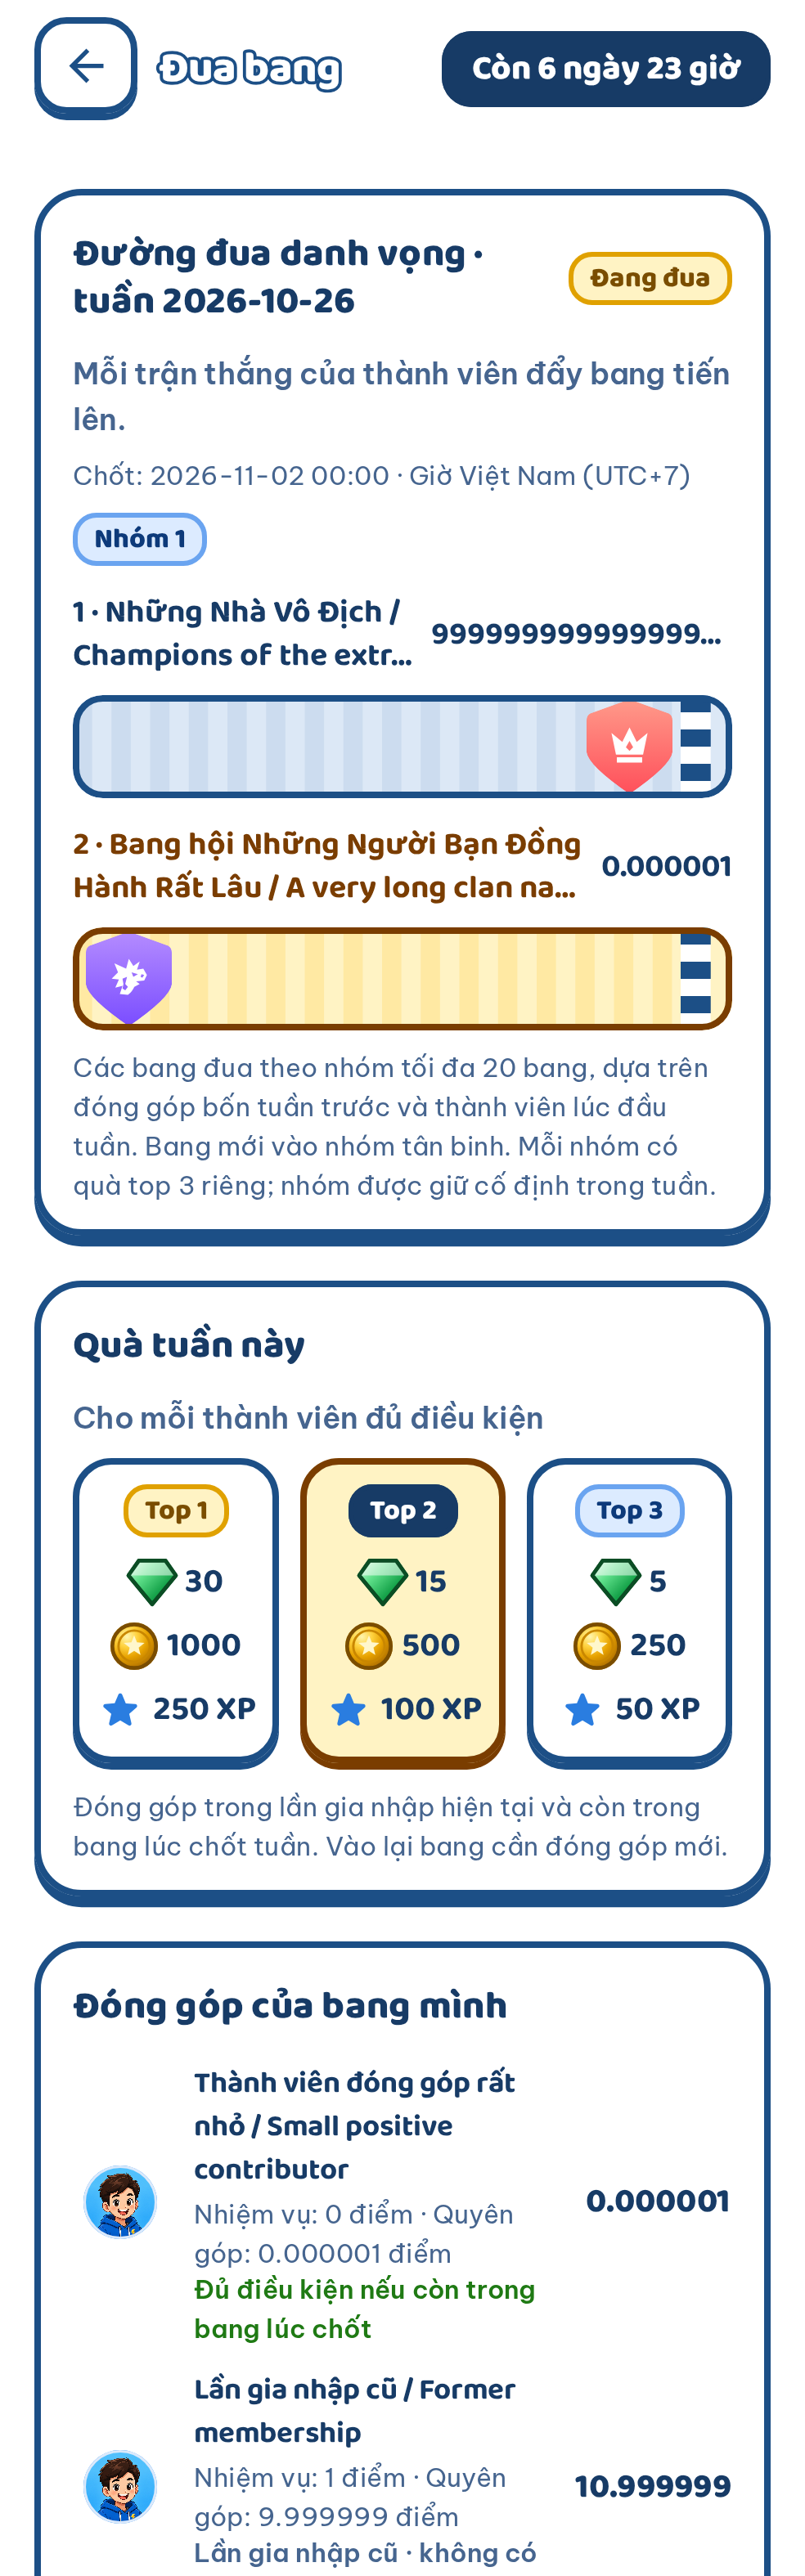 Đua bang
Còn 6 ngày 23 giờ
Đường đua danh vọng ·
tuần 2026-10-26
Đang đua
Mỗi trận thắng của thành viên đẩy bang tiến
lên.
Chốt: 2026-11-02 00:00 · Giờ Việt Nam (UTC+7)
Nhóm 1
1 · Những Nhà Vô Địch /
Champions of the extr...
999999999999999...
2 · Bang hội Những Người Bạn Đồng
Hành Rất Lâu / A very long clan na...
0.000001
Các bang đua theo nhóm tối đa 20 bang, dựa trên
đóng góp bốn tuần trước và thành viên lúc đầu
tuần. Bang mới vào nhóm tân binh. Mỗi nhóm có
quà top 3 riêng; nhóm được giữ cố định trong tuần.
Quà tuần này
Cho mỗi thành viên đủ điều kiện
Top 1
30
1000
250 XP
Top 2
15
500
100 XP
Top 3
5
250
50 XP
Đóng góp trong lần gia nhập hiện tại và còn trong
bang lúc chốt tuần. Vào lại bang cần đóng góp mới.
Đóng góp của bang mình
Thành viên đóng góp rất
nhỏ / Small positive
contributor
Nhiệm vụ: 0 điểm · Quyên
góp: 0.000001 điểm
Đủ điều kiện nếu còn trong
bang lúc chốt
0.000001
Lần gia nhập cũ / Former
membership
Nhiệm vụ: 1 điểm · Quyên
góp: 9.999999 điểm
Lần gia nhập cũ · không có
10.999999